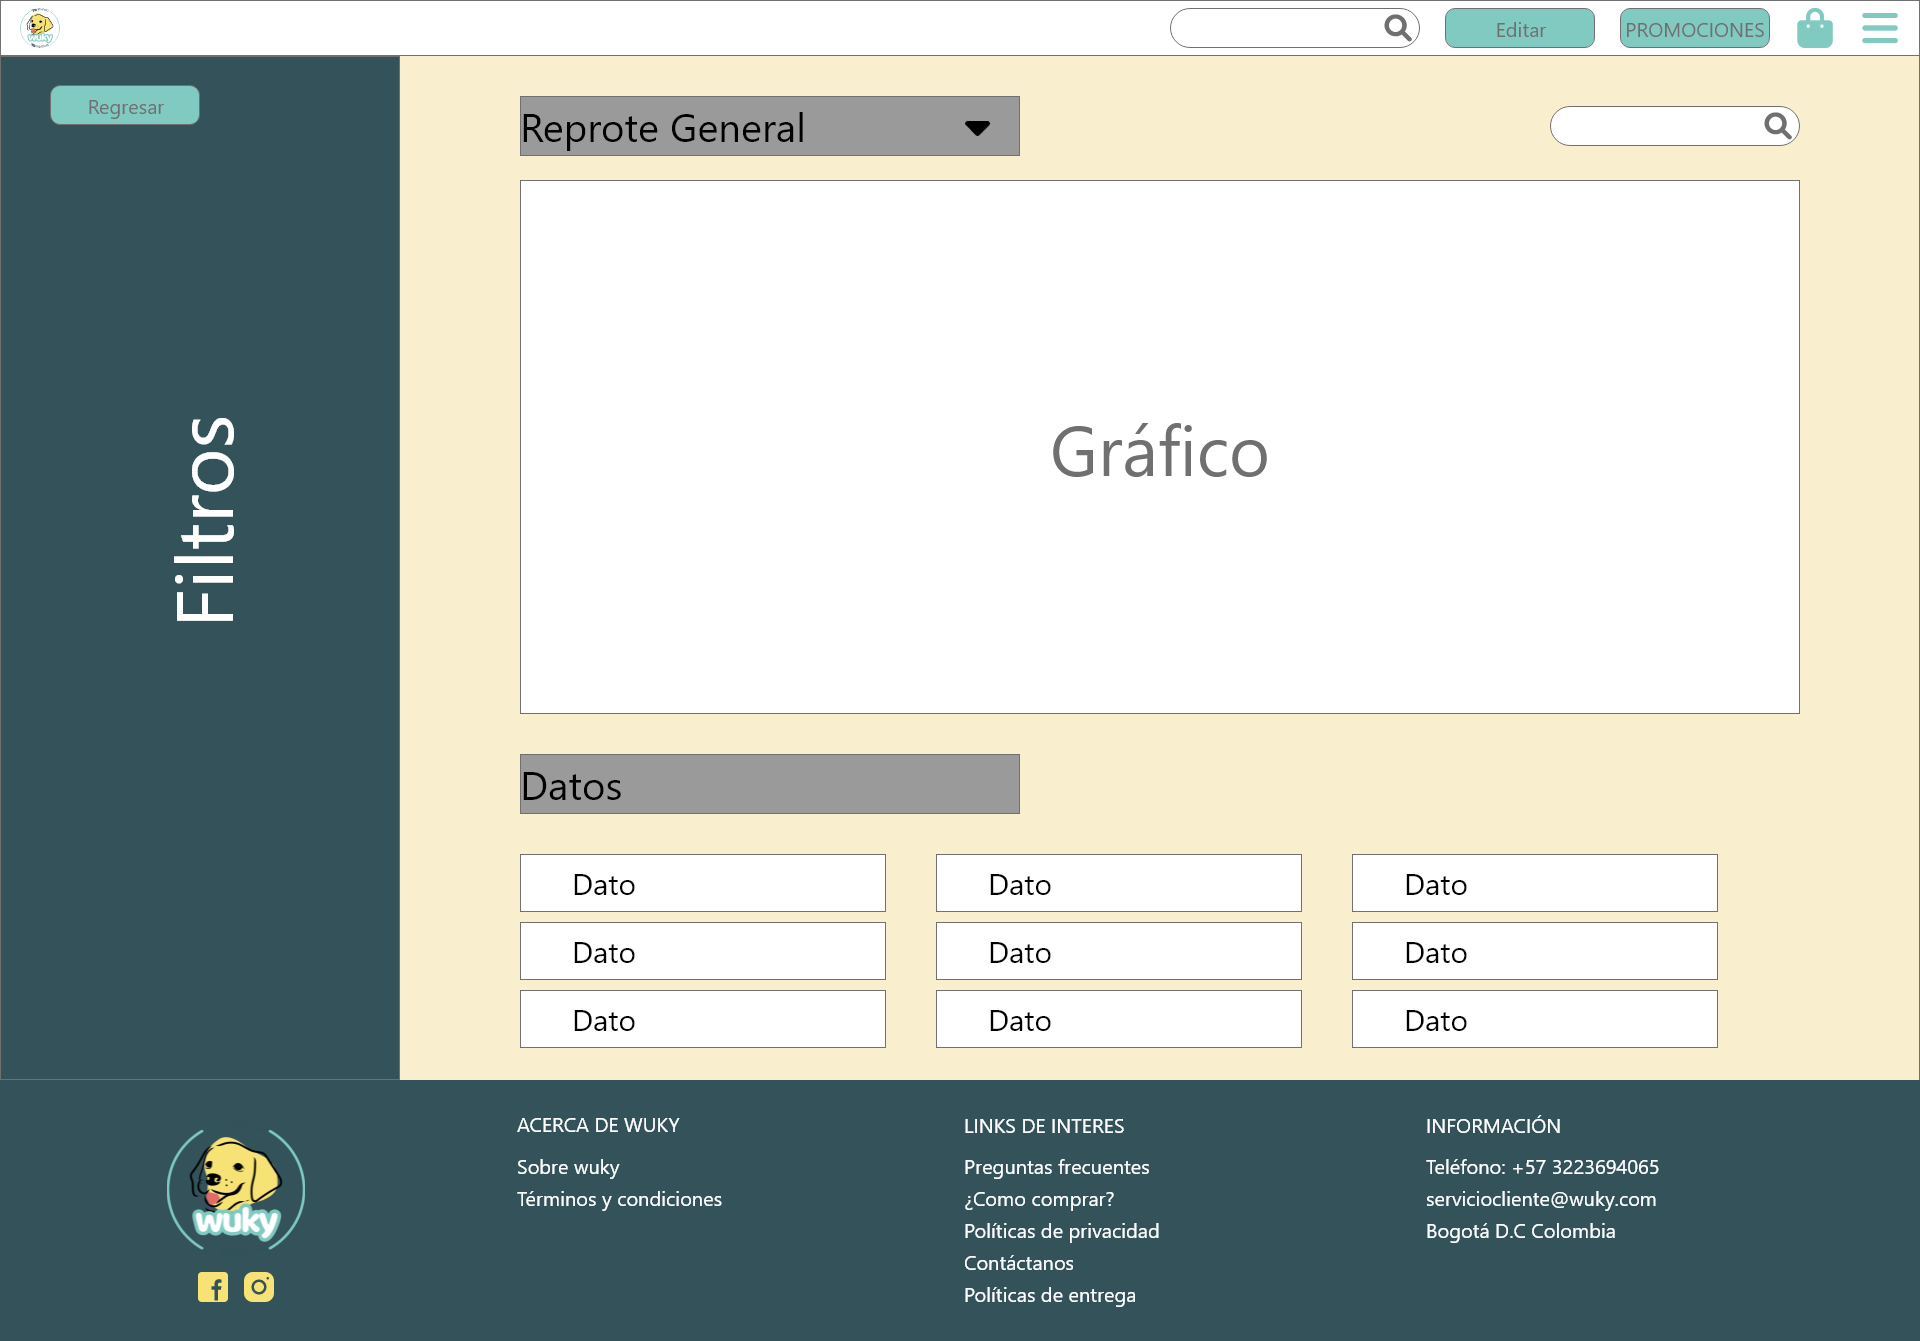 wuky
Editar
PROMOCIONES
Regresar
Reprote General
Filtros
Gráfico
Datos
Dato
Dato
Dato
Dato
Dato
Dato
Dato
Dato
Dato
wuky
ACERCA DE WUKY
Sobre wuky
Términos y condiciones
LINKS DE INTERES
Preguntas frecuentes
¿Como comprar?
Políticas de privacidad
Contáctanos
Políticas de entrega
INFORMACIÓN
Teléfono: +57 3223694065
serviciocliente@wuky.com
Bogotá D.C Colombia